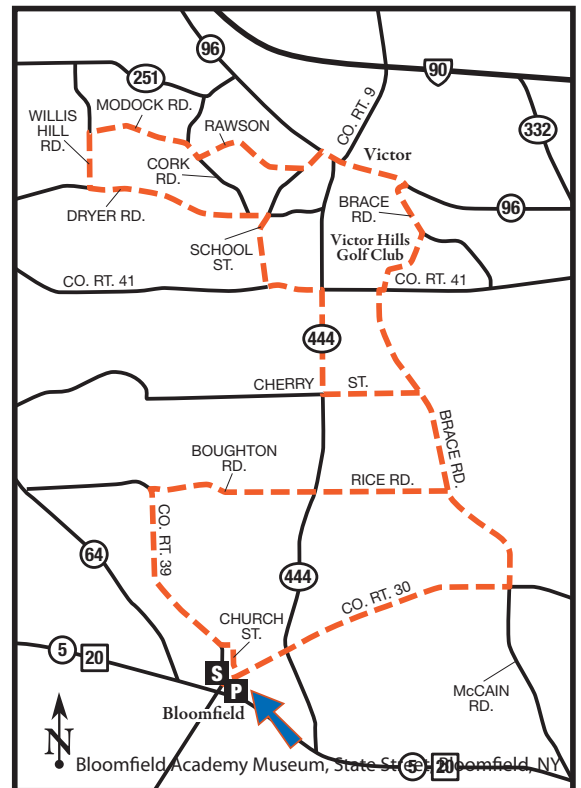 96
90
251
CO. RT. 9
MODOCK RD.
WILLIS
HILL
RD.
RAWSON
332
CORK
RD.
Victor
DRYER RD.
BRACE
RD.
96
SCHOOL
ST.
Victor Hills
Golf Club
CO. RT. 41
CO. RT. 41
444
CHERRY ST.
BRACE RD.
BOUGHTON
RD.
RICE RD.
CO. RT. 39
64
444
CO. RT. 30
CHURCH
ST.
5
20
S
P
McCAIN
RD.
Bloomfield
N
Bloomfield Academy Museum, State Street, Bloomfield, NY
5
20